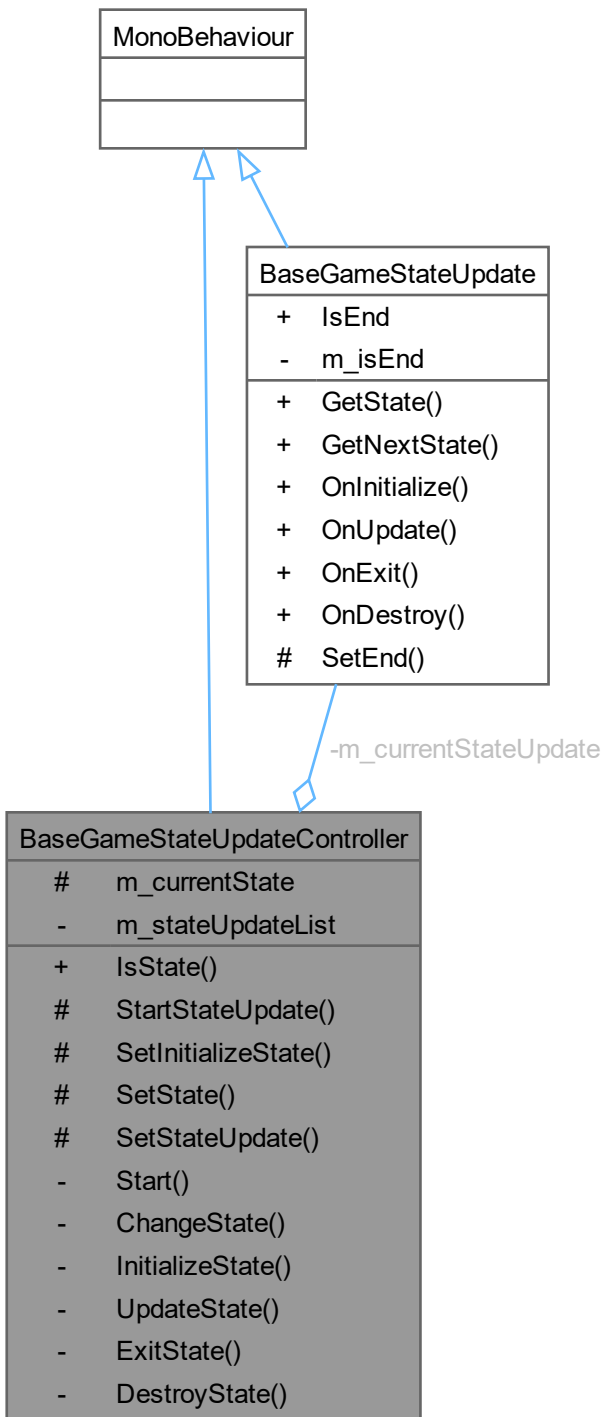 MonoBehaviour
BaseGameStateUpdate
+ IsEnd
- m_isEnd
+ GetState()
+ GetNextState()
+ OnInitialize()
+ OnUpdate()
+ OnExit()
+ OnDestroy()
# SetEnd()
-m_currentStateUpdate
BaseGameStateUpdateController
# m_currentState
- m_stateUpdateList
+ IsState()
# StartStateUpdate()
# SetInitializeState()
# SetState()
# SetStateUpdate()
- Start()
- ChangeState()
- InitializeState()
- UpdateState()
- ExitState()
- DestroyState()